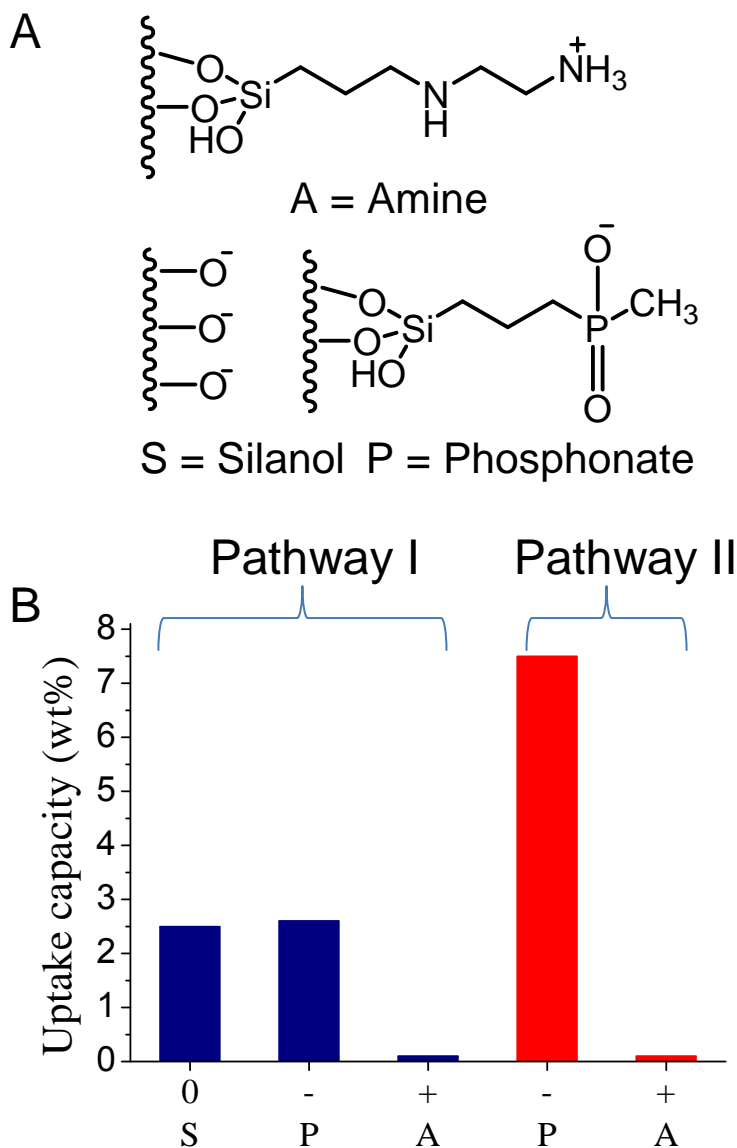 A
O
O
Si
HO
N
H
+
NH3
A = Amine
O-
O-
O-
O
O
Si
HO
O-
P
CH3
O
S = Silanol P = Phosphonate
Pathway I Pathway II
B
Uptake capacity (wt%)
8
7
6
5
4
3
2
1
0
0 - + - +
S P A P A